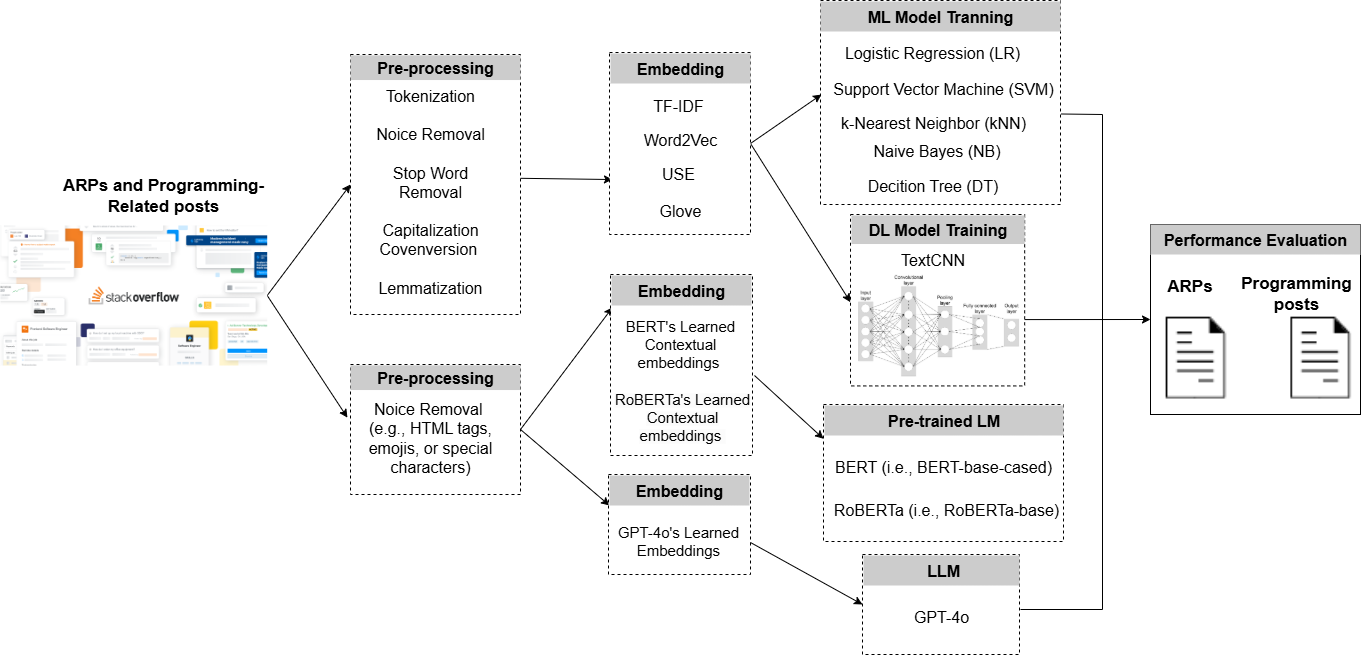 ARPs and Programming-
Related posts
stackoverflow
Pre-processing
Tokenization
Noice Removal
Stop Word
Removal
Capitalization
Covenversion
Lemmatization
Pre-processing
Noice Removal
(e.g., HTML tags,
emojis, or special
characters)
Embedding
TF-IDF
Word2Vec
USE
Glove
Embedding
BERT's Learned
Contextual
embeddings
RoBERTa's Learned
Contextual
embeddings
Embedding
GPT-4o's Learned
Embeddings
ML Model Tranning
Logistic Regression (LR)
Support Vector Machine (SVM)
k-Nearest Neighbor (kNN)
Naive Bayes (NB)
Decition Tree (DT)
DL Model Training
TextCNN
Convolutional
layer
Input
layer
Pooling
layer
Fully connected
layer
Output
layer
Pre-trained LM
BERT (i.e., BERT-base-cased)
RoBERTa (i.e., RoBERTa-base)
LLM
GPT-4o
Performance Evaluation
ARPs
Programming
posts